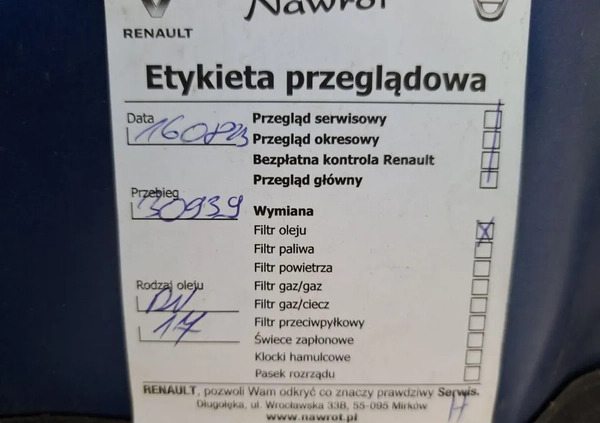 Nawrot
RENAULT
Etykieta przeglądowa
Data
160823
Przegląd serwisowy
Przegląd okresowy
Bezpłatna kontrola Renault
Przegląd główny
Przebieg
30939
Wymiana
Filtr oleju
Filtr paliwa
Filtr powietrza
Filtr gaz/gaz
Rodzaj oleju
RN
17
Filtr gaz/ciecz
Filtr przeciwpyłkowy
Świece zapłonowe
Klocki hamulcowe
Pasek rozrządu
RENAULT, pozwoli Wam odkryć co znaczy prawdziwy Serwis.
Długołęka, ul. Wrocławska 33B, 55-095 Mirków
www.nawrot.pl